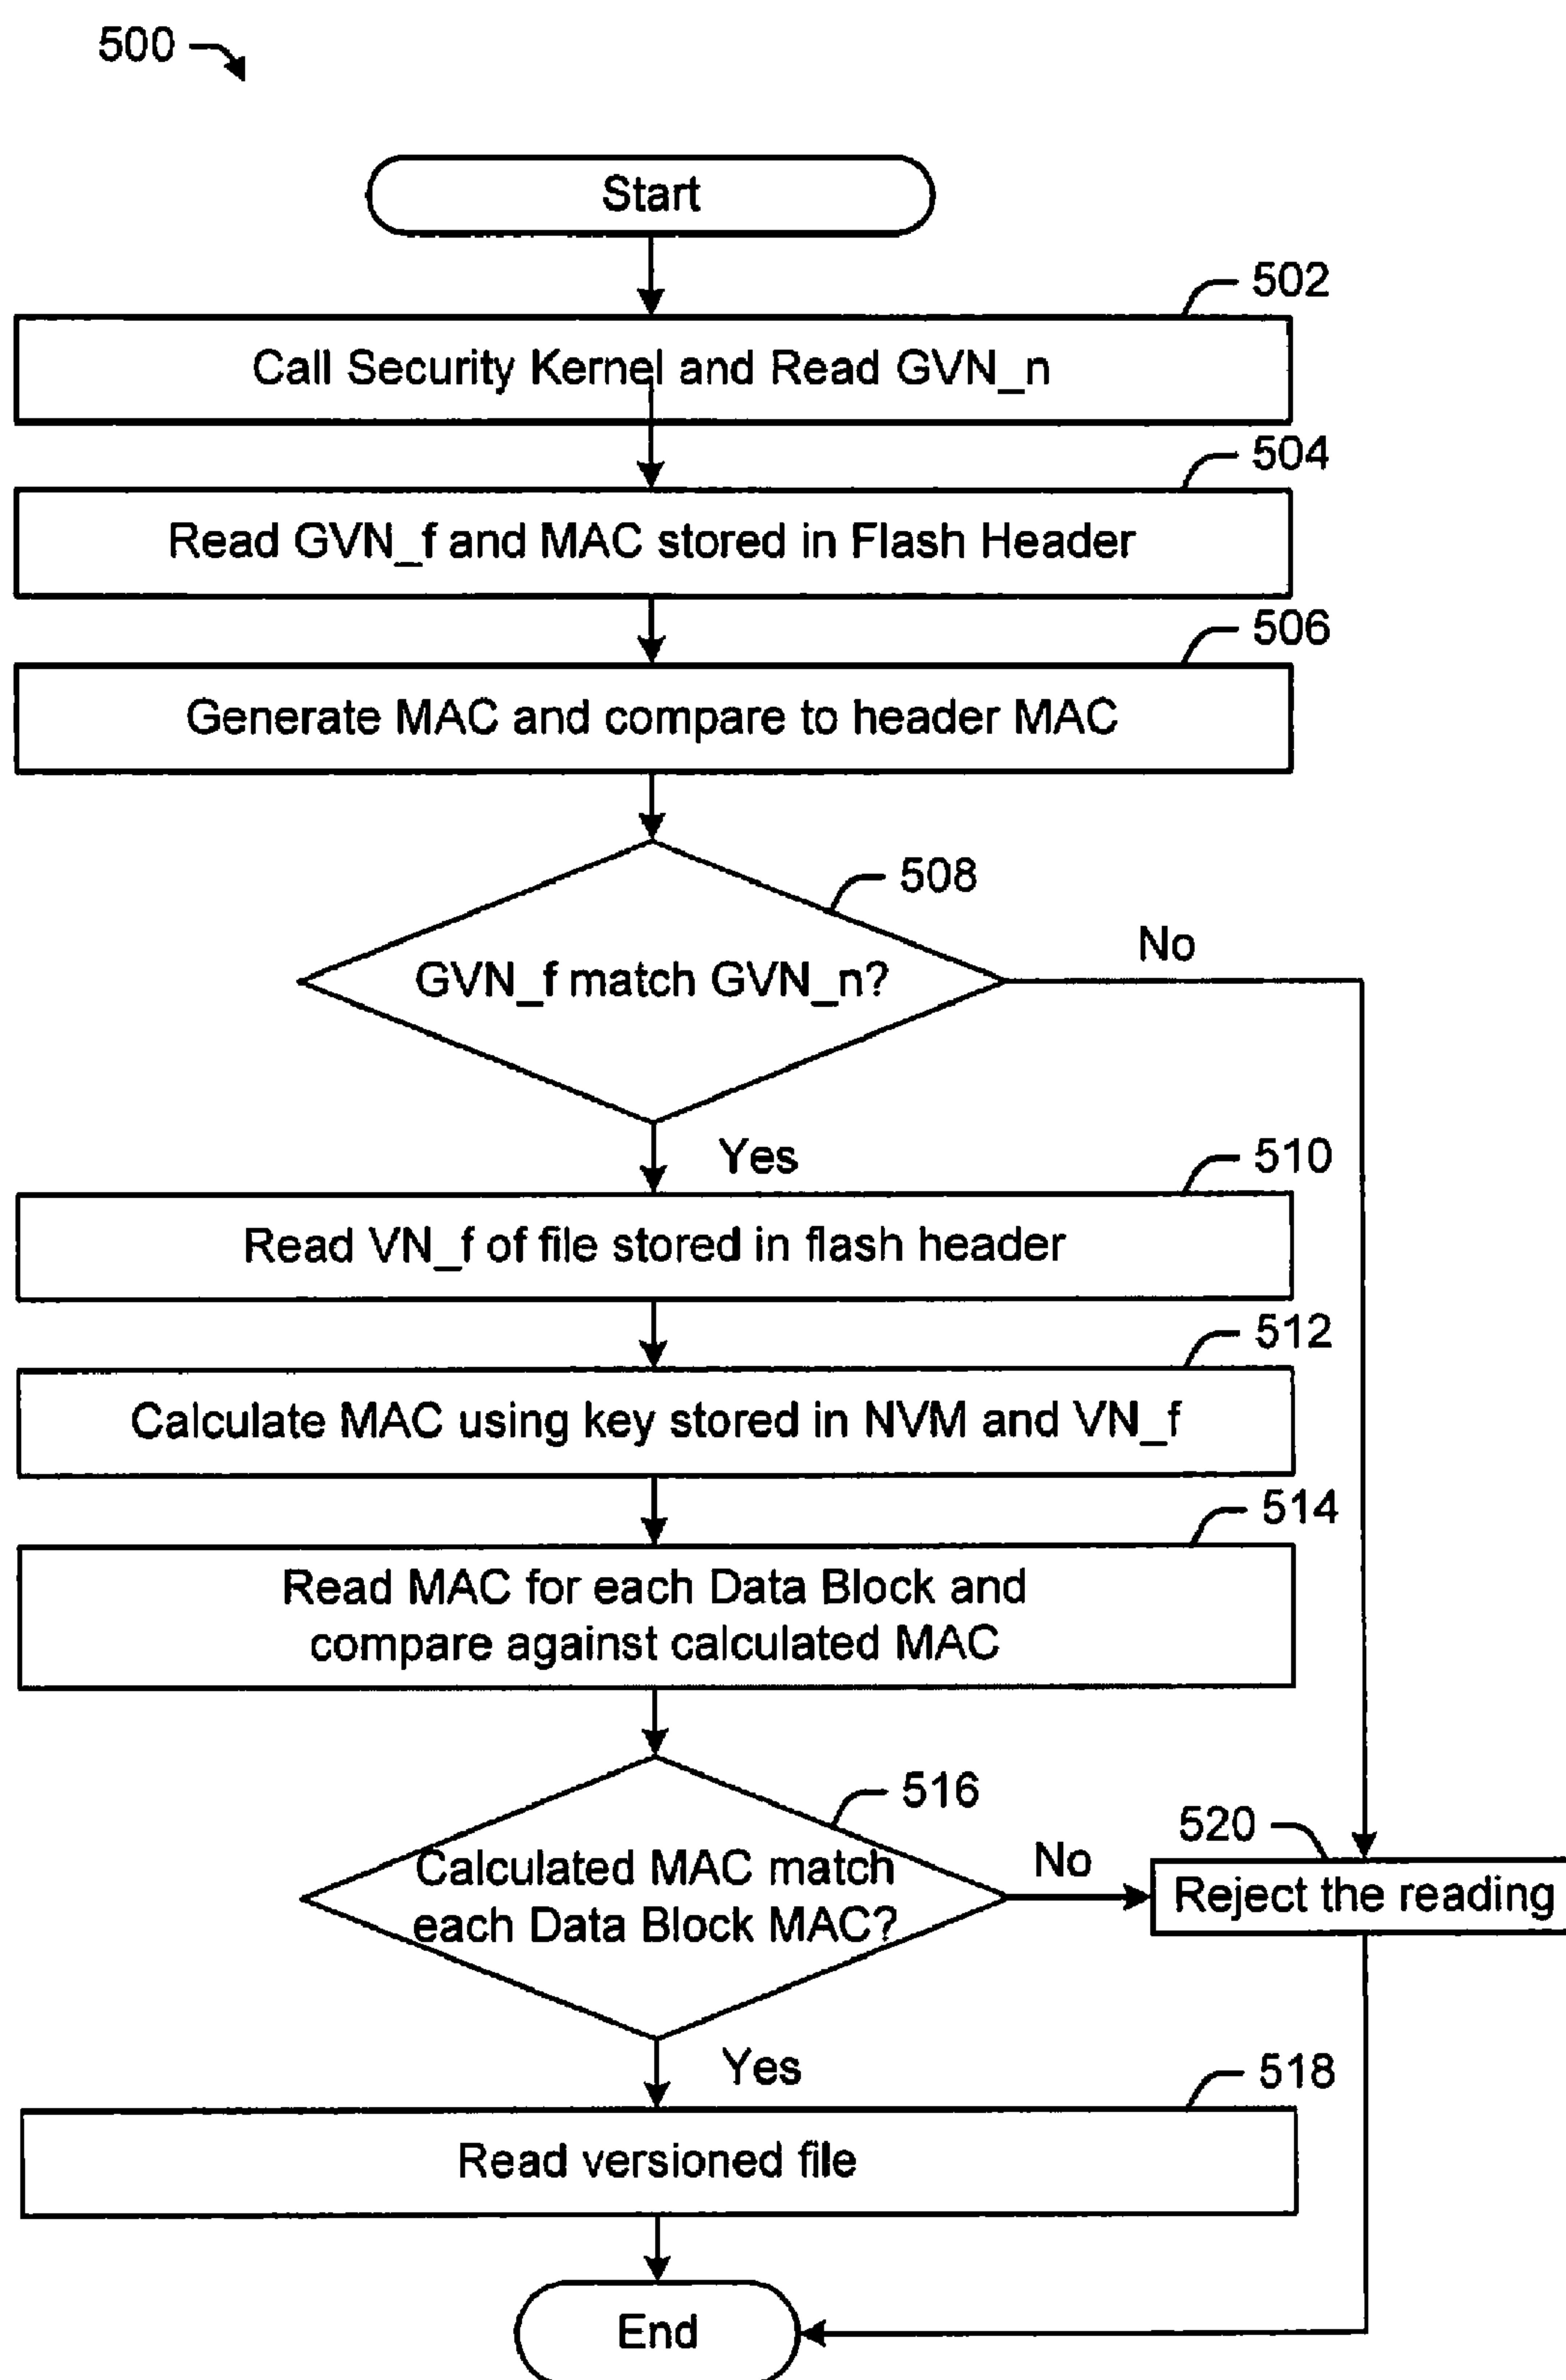 500
Start
502
Call Security Kernel and Read GVN_n
504
Read GVN_f and MAC stored in Flash Header
506
Generate MAC and compare to header MAC
508
GVN_f match GVN_n?
No
Yes
510
Read VN_f of file stored in flash header
512
Calculate MAC using key stored in NVM and VN_f
514
Read MAC for each Data Block and
compare against calculated MAC
516
Calculated MAC match
each Data Block MAC?
No
520
Reject the reading
Yes
518
Read versioned file
End